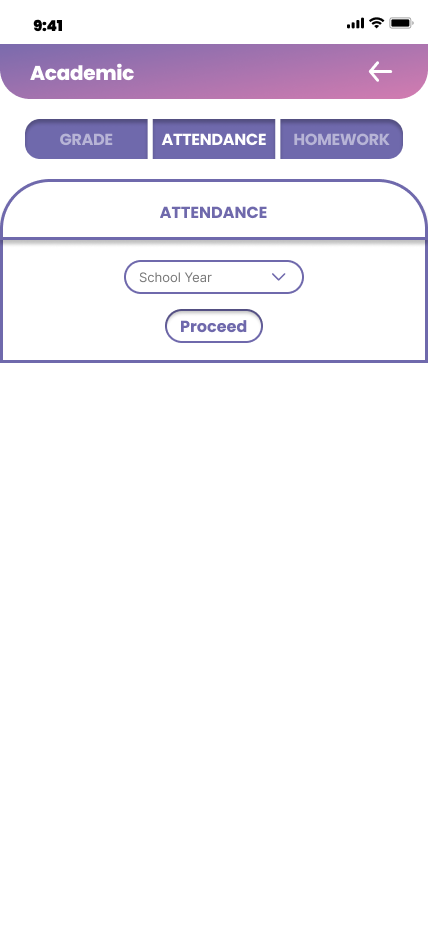 9:41
Academic
GRADE ATTENDANCE HOMEWORK
ATTENDANCE
School Year
Proceed